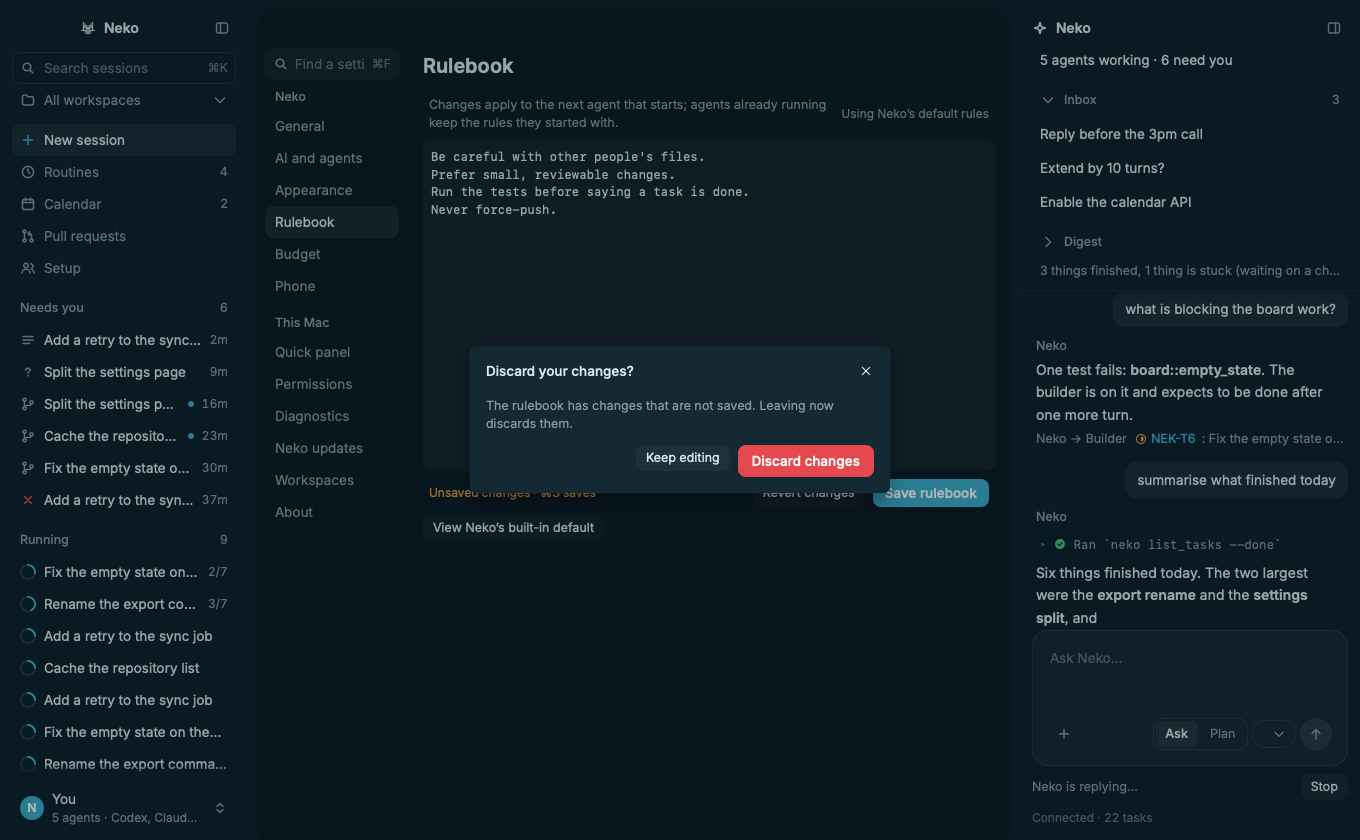 Neko
Search sessions ⌘K
All workspaces
New session
Routines 4
Calendar 2
Pull requests
Setup
Needs you 6
Add a retry to the sync... 2m
Split the settings page 9m
Split the settings p... 16m
Cache the reposito... 23m
Fix the empty state o... 30m
Add a retry to the syn... 37m
Running 9
Fix the empty state on... 2/7
Rename the export co... 3/7
Add a retry to the sync job
Cache the repository list
Add a retry to the sync job
Fix the empty state on the...
Rename the export comma...
N
You
5 agents · Codex, Claud...
Find a setti ⌘F
Neko
General
AI and agents
Appearance
Rulebook
Budget
Phone
This Mac
Quick panel
Permissions
Diagnostics
Neko updates
Workspaces
About
Rulebook
Changes apply to the next agent that starts; agents already running
keep the rules they started with.
Using Neko's default rules
Be careful with other people's files.
Prefer small, reviewable changes.
Run the tests before saying a task is done.
Never force-push.
Discard your changes?
The rulebook has changes that are not saved. Leaving now
discards them.
Keep editing
Discard changes
Unsaved changes · ⌘S saves
Revert changes
Save rulebook
View Neko's built-in default
Neko
5 agents working · 6 need you
Inbox 3
Reply before the 3pm call
Extend by 10 turns?
Enable the calendar API
Digest
3 things finished, 1 thing is stuck (waiting on a ch...
what is blocking the board work?
Neko
One test fails: board::empty_state. The
builder is on it and expects to be done after
one more turn.
Neko → Builder NEK-T6 : Fix the empty state o...
summarise what finished today
Neko
Ran `neko list_tasks --done`
Six things finished today. The two largest
were the export rename and the settings
split, and
Ask Neko...
Ask Plan
Neko is replying...
Stop
Connected · 22 tasks